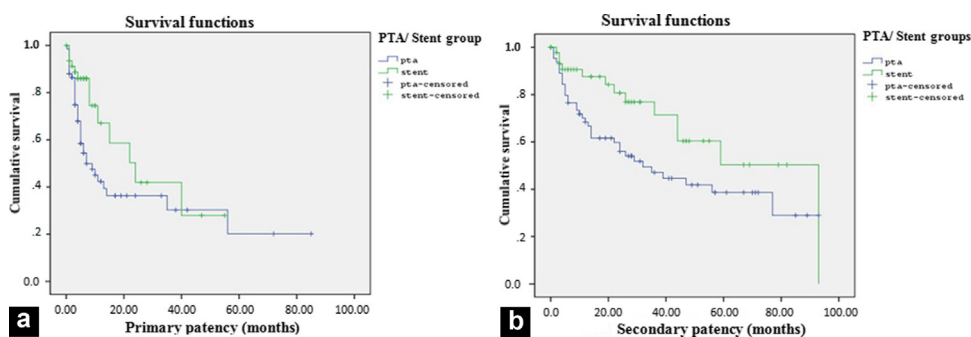 Survival functions
PTA/ Stent group
pta
stent
pta-censored
stent-censored
Cumulative survival
1.0
.8
.6
.4
.2
0.0
0.00 20.00 40.00 60.00 80.00 100.00
Primary patency (months)
a
Survival functions
PTA/ Stent groups
pta
stent
pta-censored
stent-censored
Cumulative survival
1.0
.8
.6
.4
.2
0.0
0.0 20.00 40.00 60.00 80.00 100.00
Secondary patency (months)
b